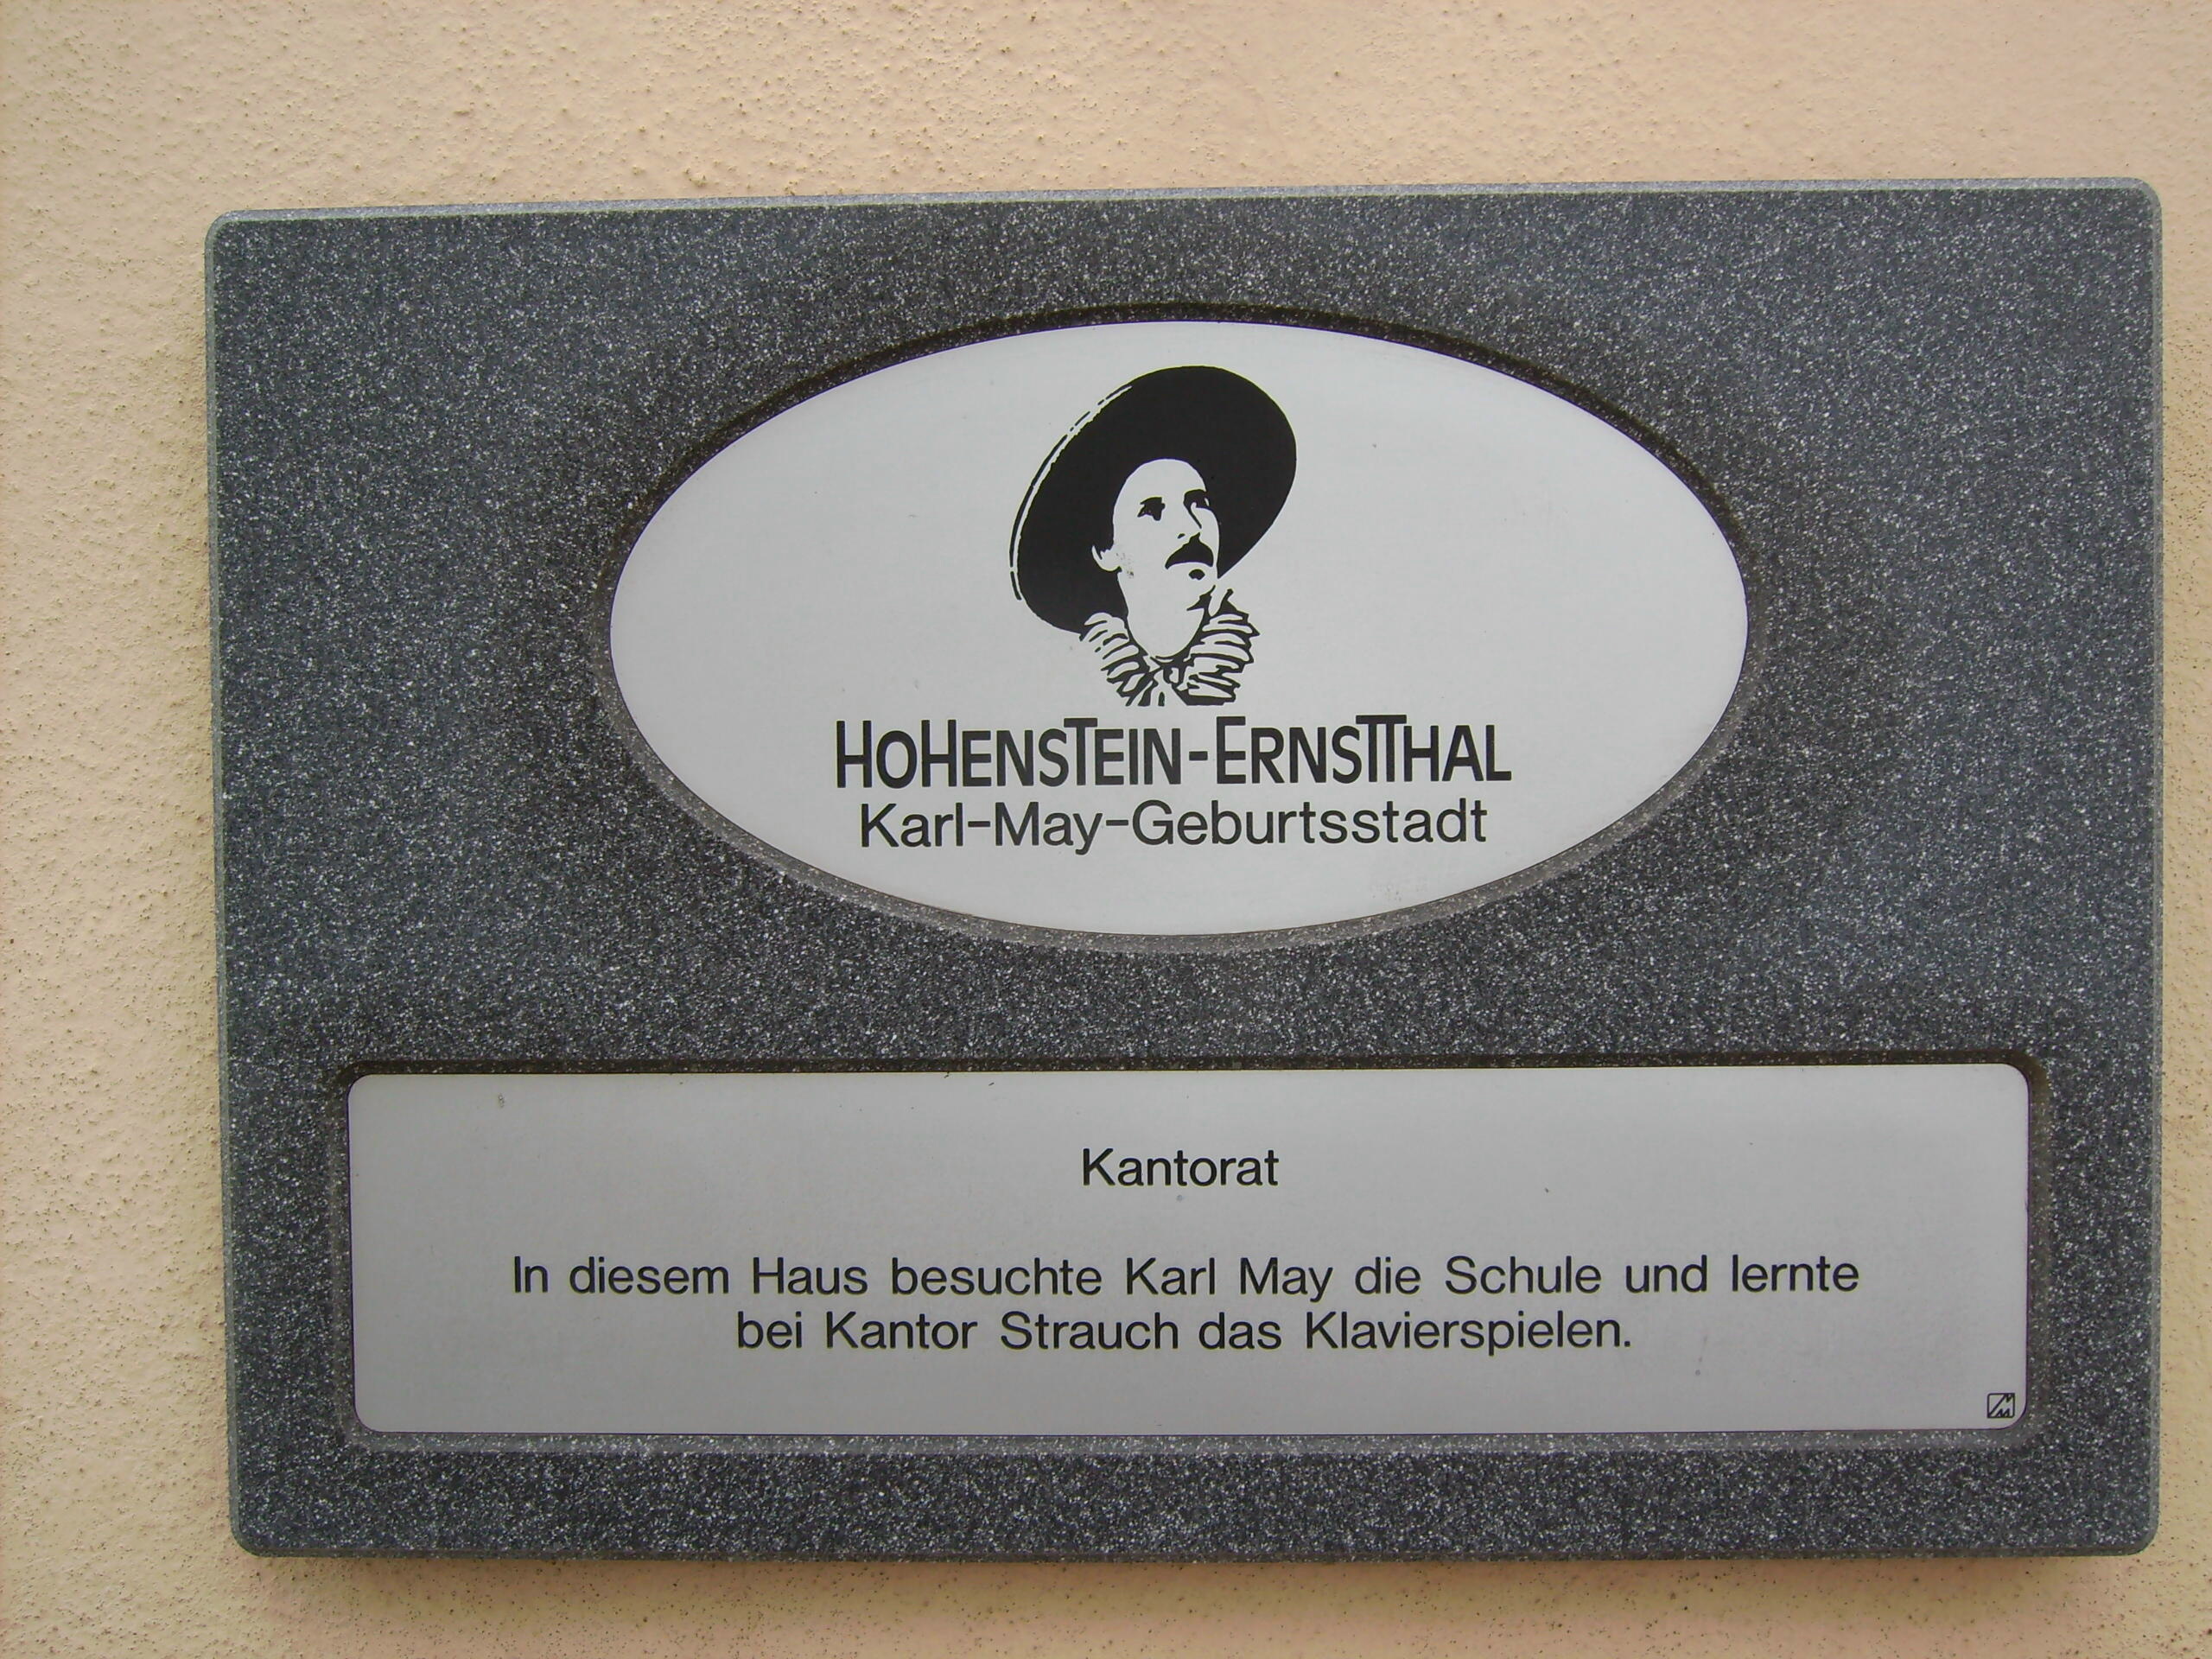 HOHENSTEIN-ERNSTTHAL
Karl-May-Geburtsstadt
Kantorat
In diesem Haus besuchte Karl May die Schule und lernte
bei Kantor Strauch das Klavierspielen.